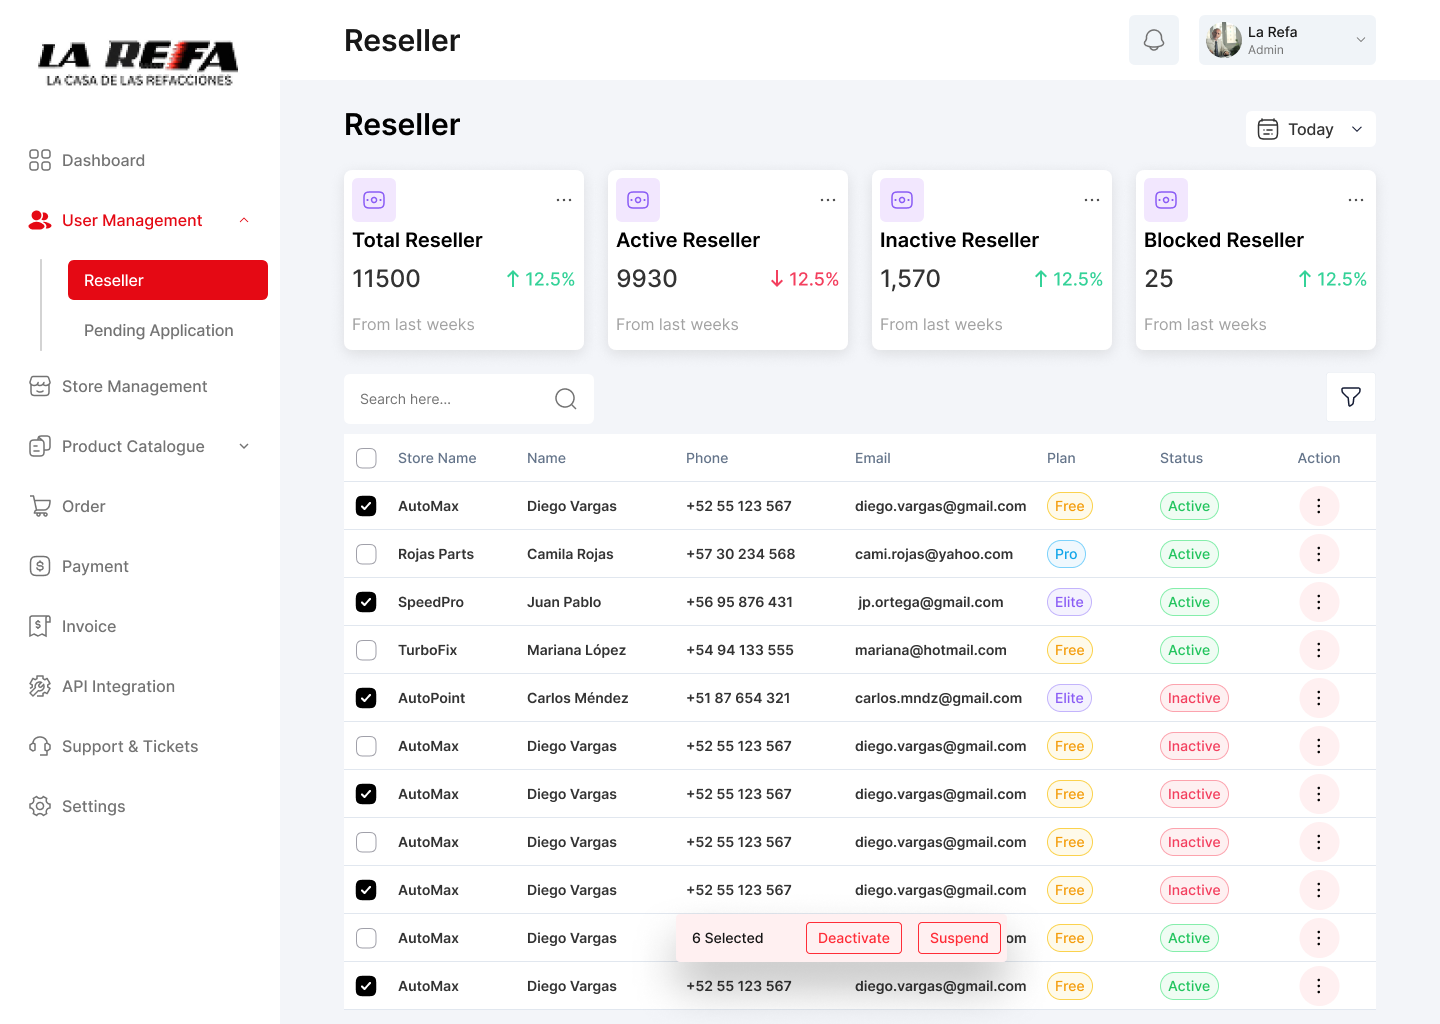 LA REFA
LA CASA DE LAS REFACCIONES
Dashboard
User Management
Reseller
Pending Application
Store Management
Product Catalogue
Order
Payment
Invoice
API Integration
Support & Tickets
Settings
Reseller
La Refa
Admin
Reseller
Today
Total Reseller
11500 12.5%
From last weeks
Active Reseller
9930 12.5%
From last weeks
Inactive Reseller
1,570 12.5%
From last weeks
Blocked Reseller
25 12.5%
From last weeks
Search here...
Store Name Name Phone Email Plan Status Action
AutoMax Diego Vargas +52 55 123 567 diego.vargas@gmail.com Free Active
Rojas Parts Camila Rojas +57 30 234 568 cami.rojas@yahoo.com Pro Active
SpeedPro Juan Pablo +56 95 876 431 jp.ortega@gmail.com Elite Active
TurboFix Mariana López +54 94 133 555 mariana@hotmail.com Free Active
AutoPoint Carlos Méndez +51 87 654 321 carlos.mndz@gmail.com Elite Inactive
AutoMax Diego Vargas +52 55 123 567 diego.vargas@gmail.com Free Inactive
AutoMax Diego Vargas +52 55 123 567 diego.vargas@gmail.com Free Inactive
AutoMax Diego Vargas +52 55 123 567 diego.vargas@gmail.com Free Inactive
AutoMax Diego Vargas +52 55 123 567 diego.vargas@gmail.com Free Inactive
AutoMax Diego Vargas om Free Active
6 Selected Deactivate Suspend
AutoMax Diego Vargas +52 55 123 567 diego.vargas@gmail.com Free Active